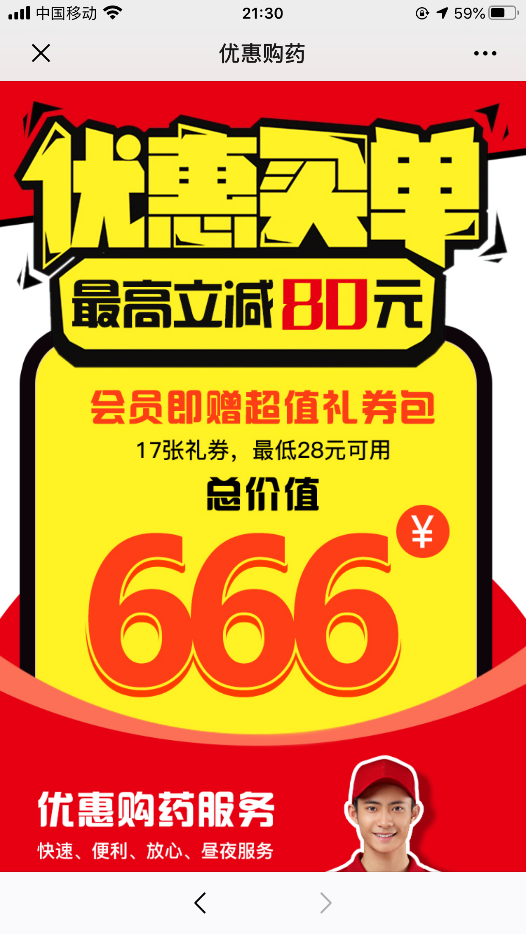 中国移动
21:30
59%
优惠购药
优惠买单
最高立减80元
会员即赠超值礼券包
17张礼券，最低28元可用
总价值
¥
666
优惠购药服务
快速、便利、放心、昼夜服务